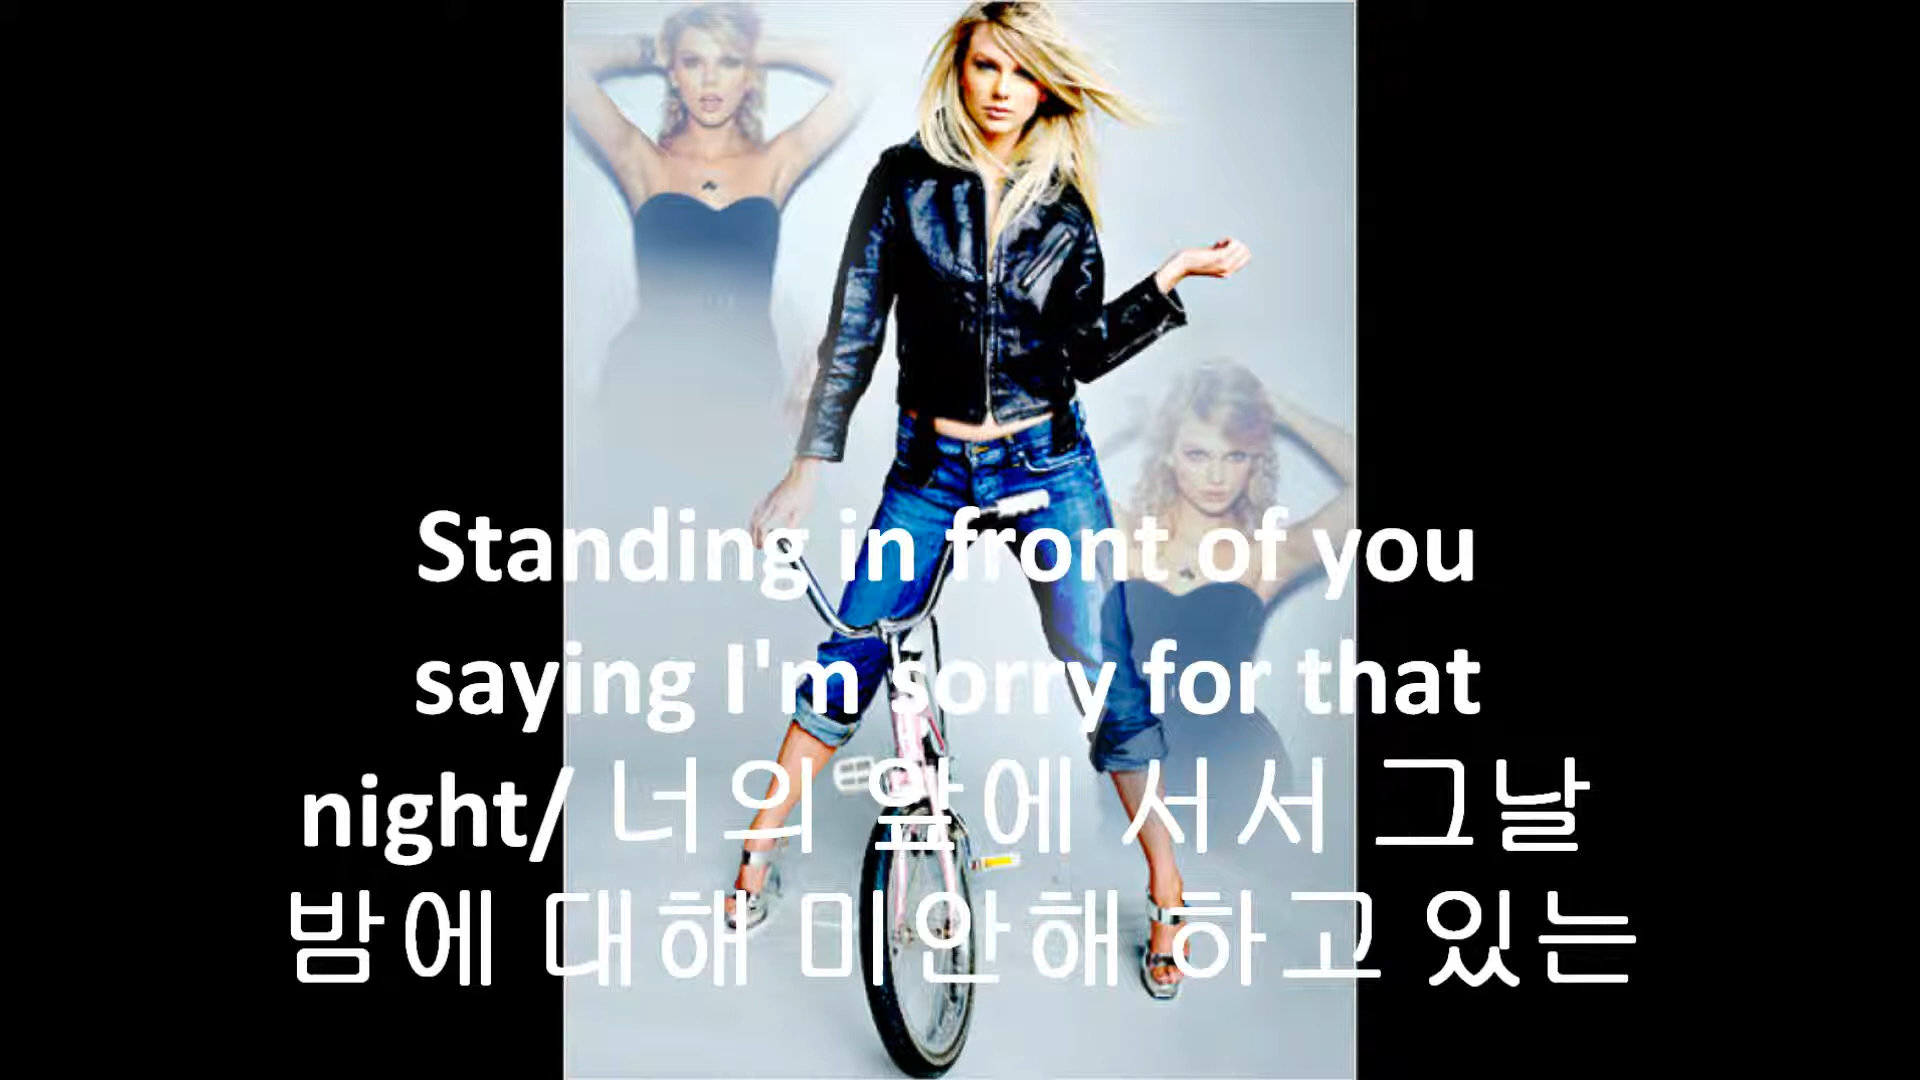 Standing in front of you
saying I'm sorry for that
night/ 너의 앞에 서서 그날
밤에 대해 미안해 하고 있는